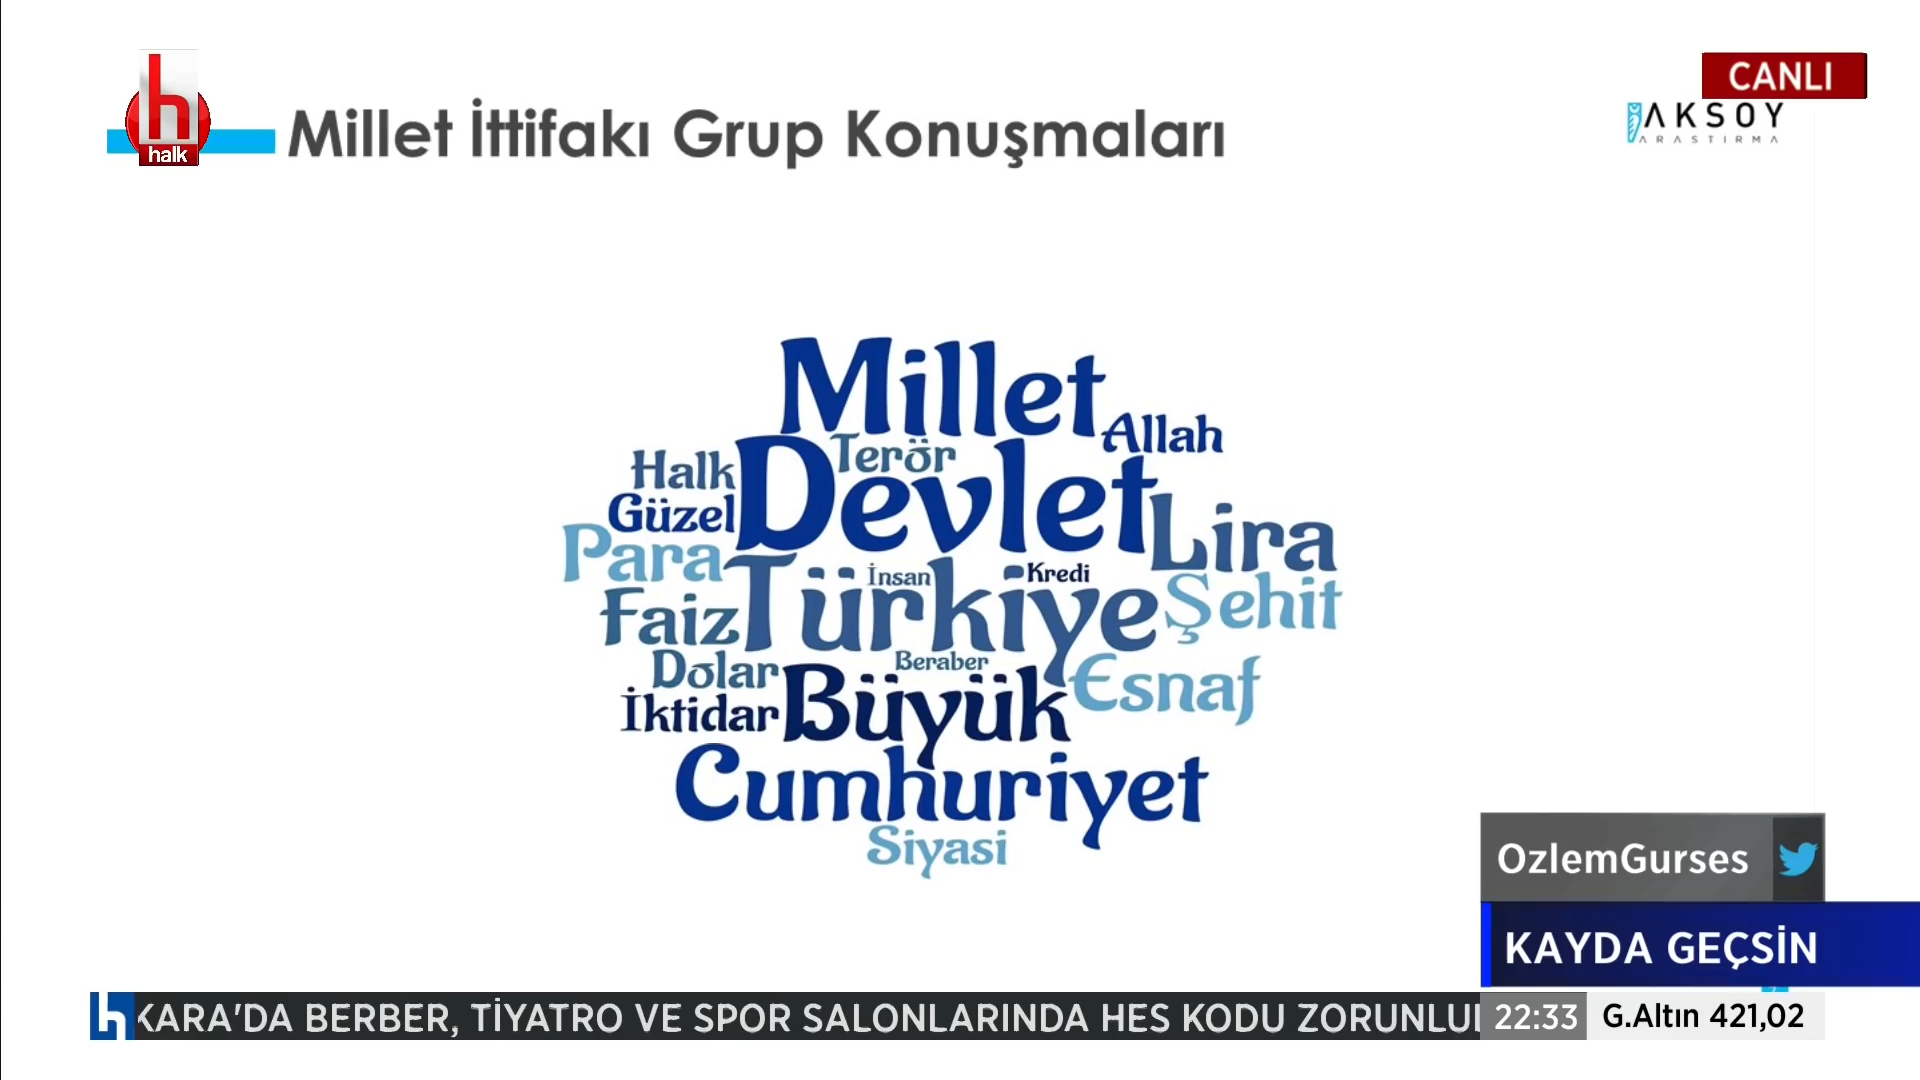 halk
CANLI
Millet İttifakı Grup Konuşmaları
AKSOY
ARASTIRMA
Millet
Allah
Terör
Halk
Devlet
Güzel
Lira
Para
İnsan
Kredi
Türkiye
Şehit
Faiz
Beraber
Dolar
Esnaf
İktidar
Büyük
Cumhuriyet
Siyasi
OzlemGurses
KAYDA GEÇSİN
KARA'DA BERBER, TİYATRO VE SPOR SALONLARINDA HES KODU ZORUNLU
22:33
G.Altın 421,02